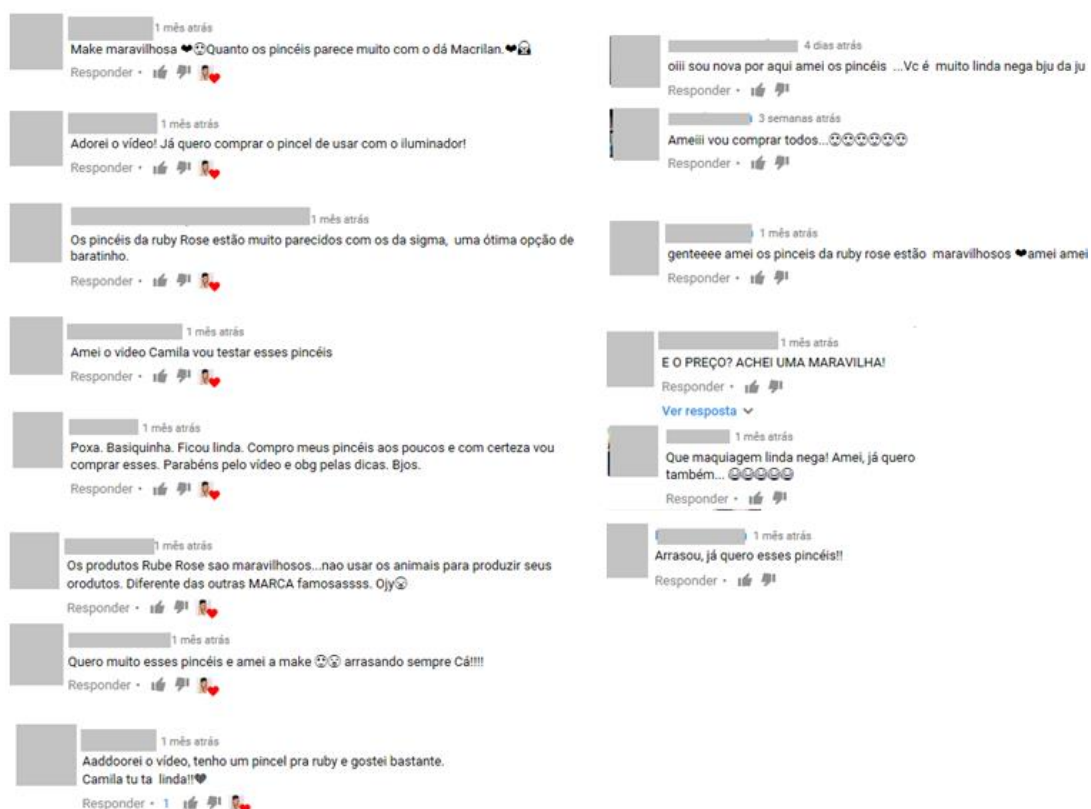 1 mês atrás
Make maravilhosa ❤😍Quanto os pincéis parece muito com o dá Macrilan.❤
Responder •
1 mês atrás
Adorei o vídeo! Já quero comprar o pincel de usar com o iluminador!
Responder •
1 mês atrás
Os pincéis da ruby Rose estão muito parecidos com os da sigma, uma ótima opção de
baratinho.
Responder •
1 mês atrás
Amei o video Camila vou testar esses pincéis
Responder •
1 mês atrás
Poxa. Basiquinha. Ficou linda. Compro meus pincéis aos poucos e com certeza vou
comprar esses. Parabéns pelo vídeo e obg pelas dicas. Bjos.
Responder •
1 mês atrás
Os produtos Rube Rose sao maravilhosos...nao usar os animais para produzir seus
orodutos. Diferente das outras MARCA famosassss. Ojy
Responder •
1 mês atrás
Quero muito esses pincéis e amei a make arrasando sempre Cá!!!!
Responder •
1 mês atrás
Aaddoorei o vídeo, tenho um pincel pra ruby e gostei bastante.
Camila tu ta linda!!❤
Responder • 1
4 dias atrás
oiii sou nova por aqui amei os pincéis ...Vc é muito linda nega bju da ju
Responder •
3 semanas atrás
Ameiii vou comprar todos...😍😍😍😍😍😍
Responder •
1 mês atrás
genteeee amei os pinceis da ruby rose estão maravilhosos ❤amei amei
Responder •
1 mês atrás
E O PREÇO? ACHEI UMA MARAVILHA!
Responder •
Ver resposta
1 mês atrás
Que maquiagem linda nega! Amei, já quero
também...
Responder •
1 mês atrás
Arrasou, já quero esses pincéis!!
Responder •